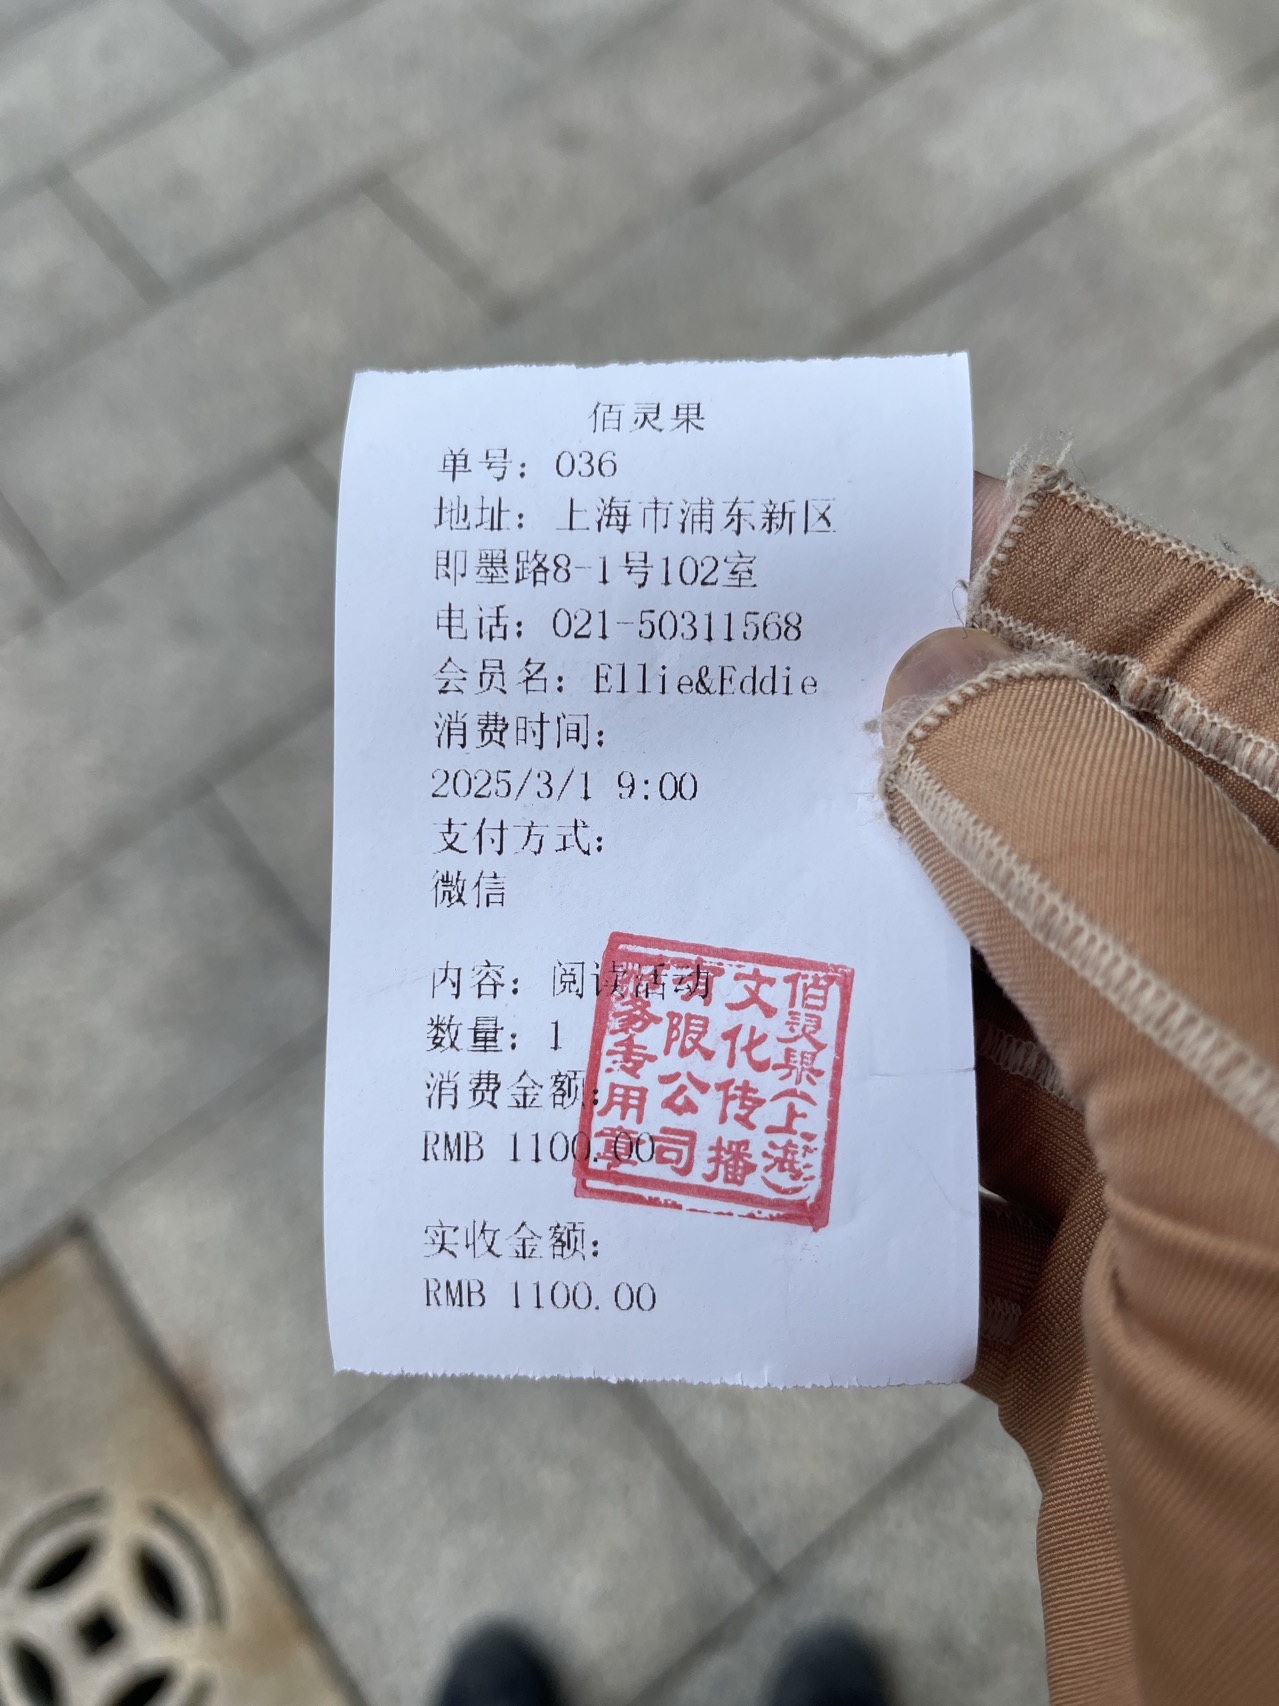 佰灵果
单号：036
地址：上海市浦东新区
即墨路8-1号102室
电话：021-50311568
会员名：Ellie&Eddie
消费时间：
2025/3/1 9:00
支付方式：
微信
内容：阅读活动
数量：1
消费金额：
RMB 1100.00
实收金额：
RMB 1100.00
佰灵果(上海)
文化传播
有限公司
财务专用章